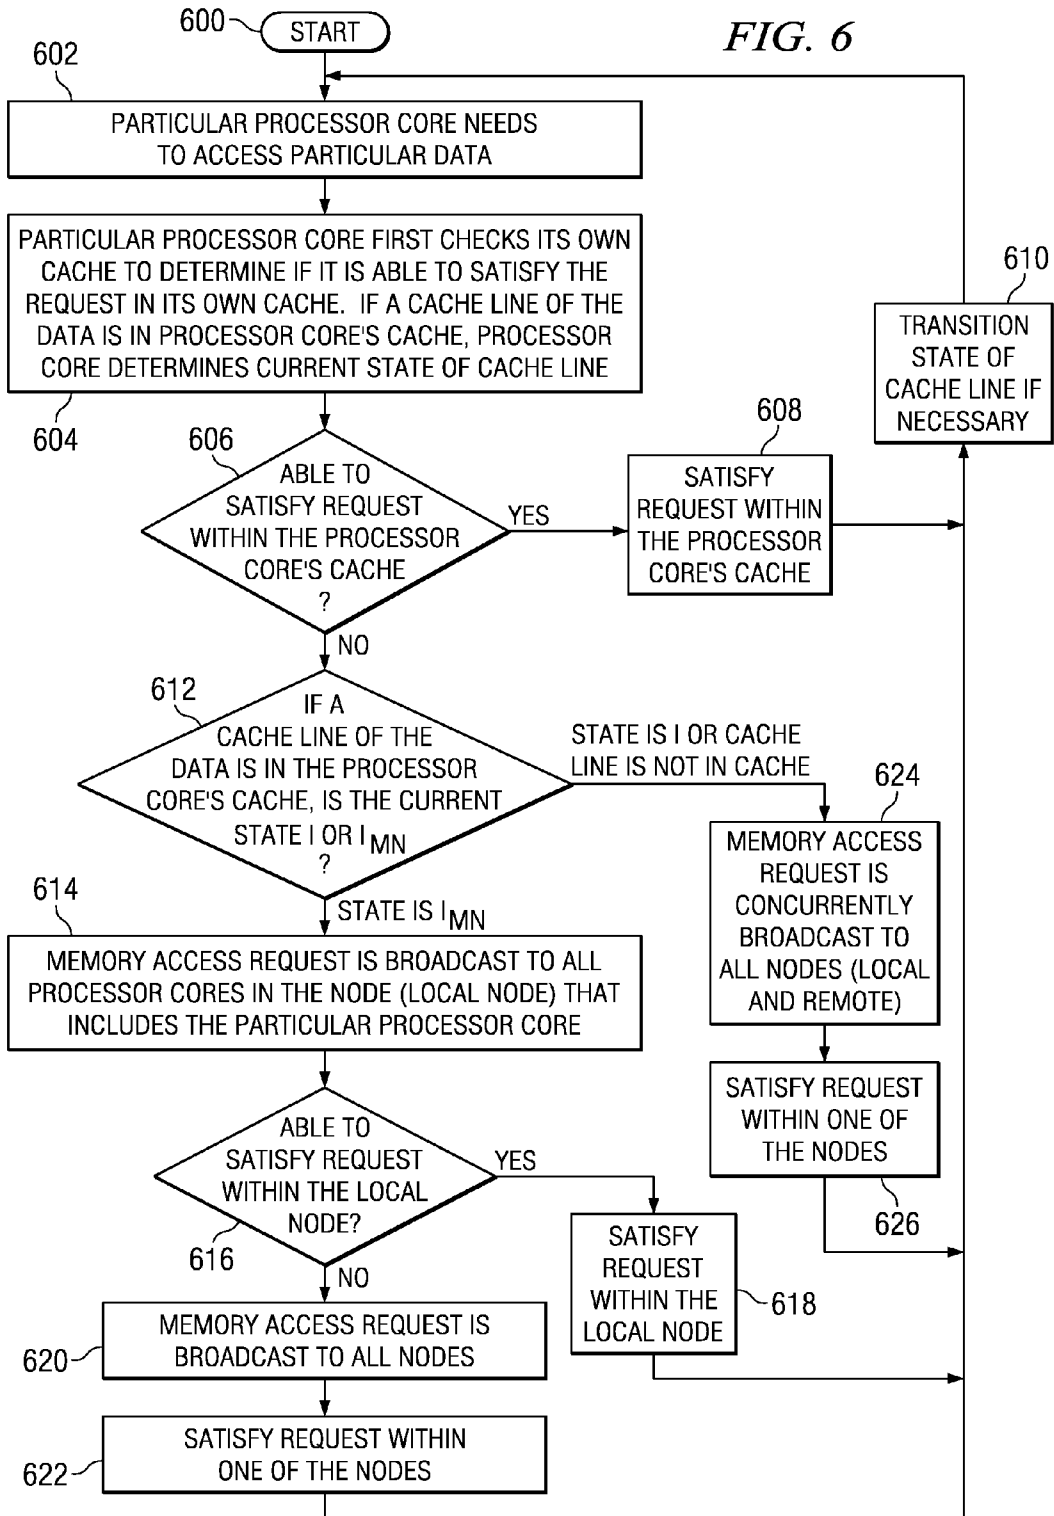 600
START
FIG. 6
602
PARTICULAR PROCESSOR CORE NEEDS
TO ACCESS PARTICULAR DATA
PARTICULAR PROCESSOR CORE FIRST CHECKS ITS OWN
CACHE TO DETERMINE IF IT IS ABLE TO SATISFY THE
REQUEST IN ITS OWN CACHE. IF A CACHE LINE OF THE
DATA IS IN PROCESSOR CORE'S CACHE, PROCESSOR
CORE DETERMINES CURRENT STATE OF CACHE LINE
604
610
TRANSITION
STATE OF
CACHE LINE IF
NECESSARY
606
ABLE TO
SATISFY REQUEST
WITHIN THE PROCESSOR
CORE'S CACHE
?
YES
608
SATISFY
REQUEST WITHIN
THE PROCESSOR
CORE'S CACHE
NO
612
IF A
CACHE LINE OF THE
DATA IS IN THE PROCESSOR
CORE'S CACHE, IS THE CURRENT
STATE I OR IMN
?
STATE IS I OR CACHE
LINE IS NOT IN CACHE
624
MEMORY ACCESS
REQUEST IS
CONCURRENTLY
BROADCAST TO
ALL NODES (LOCAL
AND REMOTE)
614
STATE IS IMN
MEMORY ACCESS REQUEST IS BROADCAST TO ALL
PROCESSOR CORES IN THE NODE (LOCAL NODE) THAT
INCLUDES THE PARTICULAR PROCESSOR CORE
SATISFY REQUEST
WITHIN ONE OF
THE NODES
626
ABLE TO
SATISFY REQUEST
WITHIN THE LOCAL
NODE?
616
YES
SATISFY
REQUEST
WITHIN THE
LOCAL NODE
618
NO
MEMORY ACCESS REQUEST IS
BROADCAST TO ALL NODES
620
SATISFY REQUEST WITHIN
ONE OF THE NODES
622